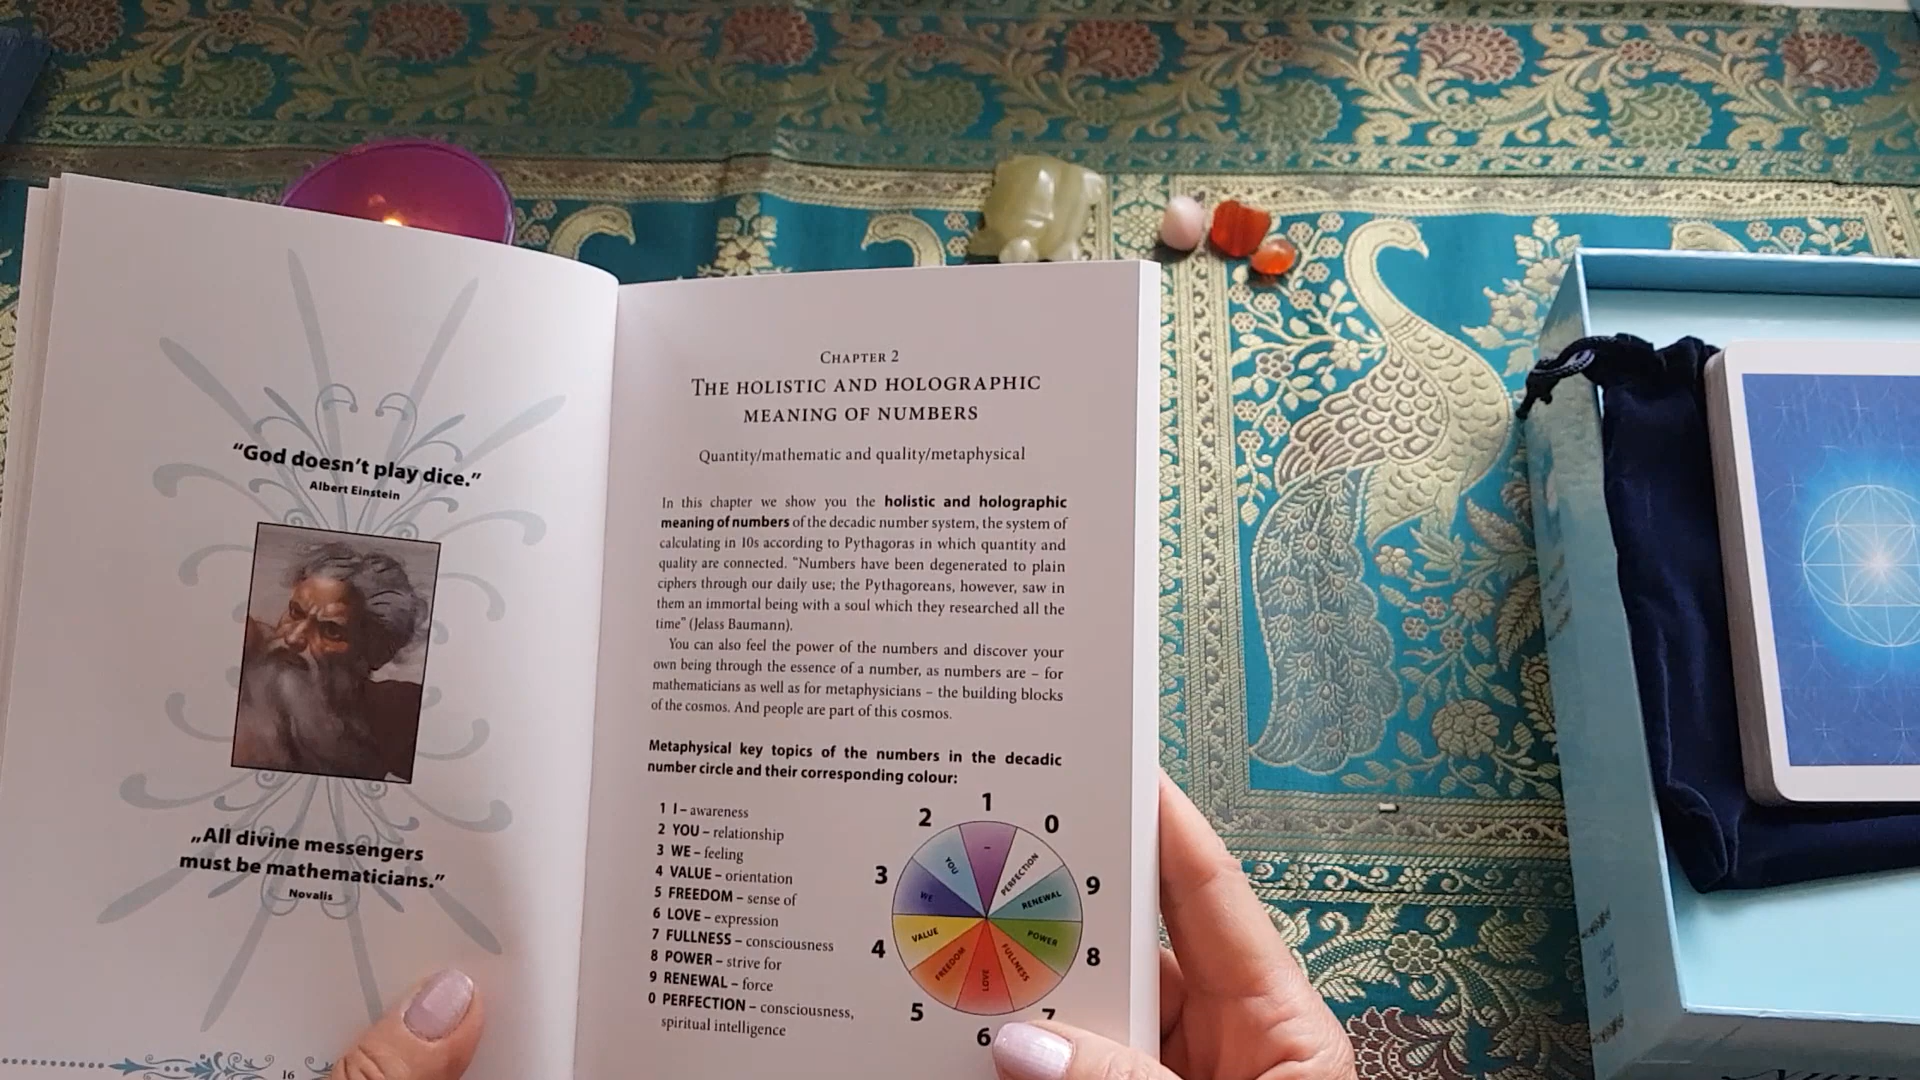 “God doesn’t play dice.”
Albert Einstein
„All divine messengers
must be mathematicians.”
Novalis
16
Chapter 2
The holistic and holographic
meaning of numbers
Quantity/mathematic and quality/metaphysical
In this chapter we show you the holistic and holographic
meaning of numbers of the decadic number system, the system of
calculating in 10s according to Pythagoras in which quantity and
quality are connected. “Numbers have been degenerated to plain
ciphers through our daily use; the Pythagoreans, however, saw in
them an immortal being with a soul which they researched all the
time” (Jelass Baumann).
You can also feel the power of the numbers and discover your
own being through the essence of a number, as numbers are – for
mathematicians as well as for metaphysicians – the building blocks
of the cosmos. And people are part of this cosmos.
Metaphysical key topics of the numbers in the decadic
number circle and their corresponding colour:
1 I – awareness
2 YOU – relationship
3 WE – feeling
4 VALUE – orientation
5 FREEDOM – sense of
6 LOVE – expression
7 FULLNESS – consciousness
8 POWER – strive for
9 RENEWAL – force
0 PERFECTION – consciousness,
spiritual intelligence
1
0
9
8
7
6
5
4
3
2
I
PERFECTION
RENEWAL
POWER
FULLNESS
LOVE
FREEDOM
VALUE
WE
YOU